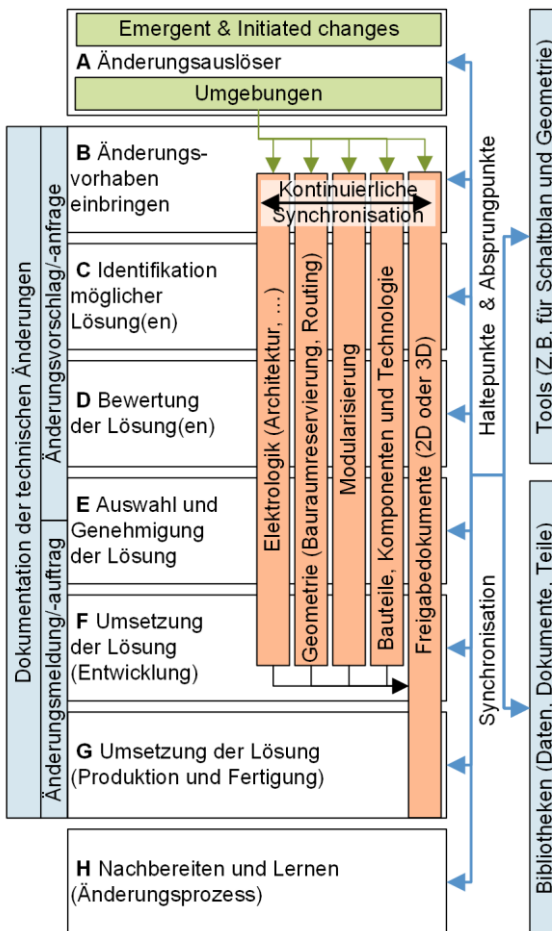 Emergent & Initiated changes
A Änderungsauslöser
Umgebungen
Dokumentation der technischen Änderungen
Änderungsvorschlag/-anfrage
Änderungsmeldung/-auftrag
B Änderungs-
vorhaben
einbringen
C Identifikation
möglicher
Lösung(en)
D Bewertung
der Lösung(en)
E Auswahl und
Genehmigung
der Lösung
F Umsetzung
der Lösung
(Entwicklung)
G Umsetzung der Lösung
(Produktion und Fertigung)
H Nachbereiten und Lernen
(Änderungsprozess)
Kontinuierliche
Synchronisation
Elektrologik (Architektur, …)
Geometrie (Bauraumreservierung, Routing)
Modularisierung
Bauteile, Komponenten und Technologie
Freigabedokumente (2D oder 3D)
Haltepunkte & Absprungpunkte
Synchronisation
Tools (Z.B. für Schaltplan und Geometrie)
Bibliotheken (Daten, Dokumente, Teile)